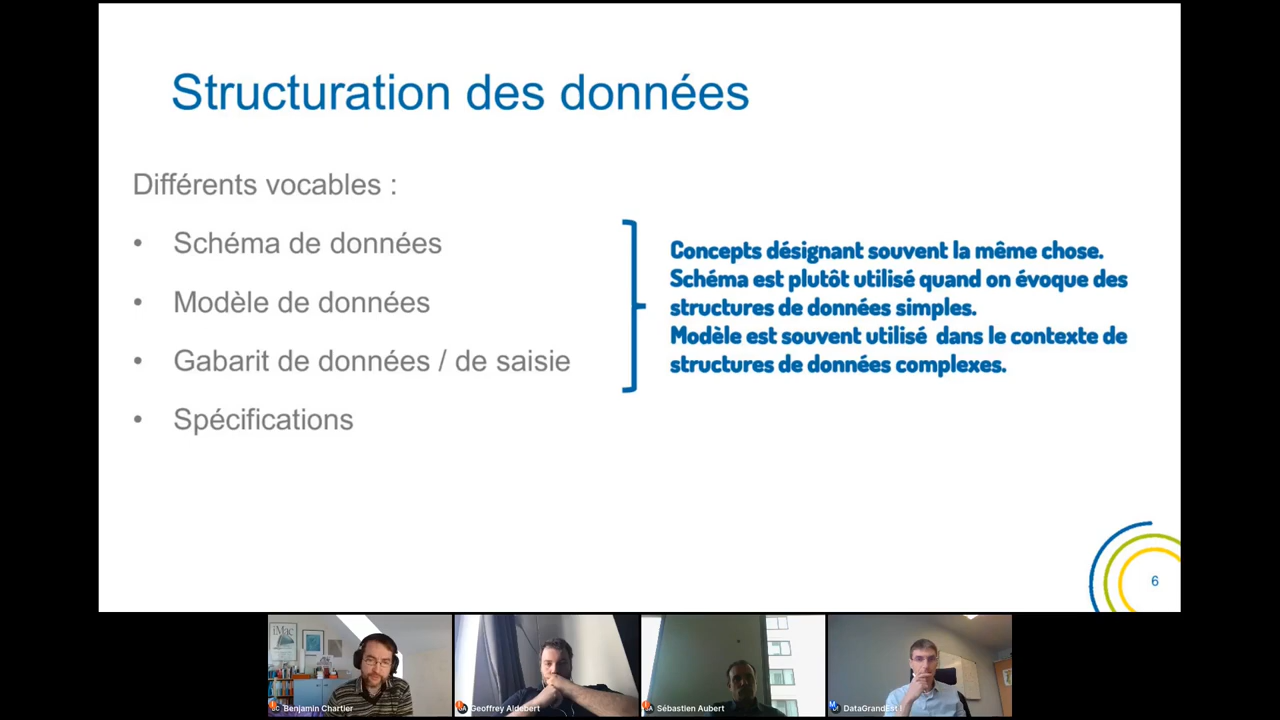 Structuration des données
Différents vocables :
• Schéma de données
• Modèle de données
• Gabarit de données / de saisie
• Spécifications
Concepts désignant souvent la même chose.
Schéma est plutôt utilisé quand on évoque des
structures de données simples.
Modèle est souvent utilisé dans le contexte de
structures de données complexes.
6
iMac
Benjamin Chartier
Geoffrey Aldebert
Sébastien Aubert
DataGrandEst